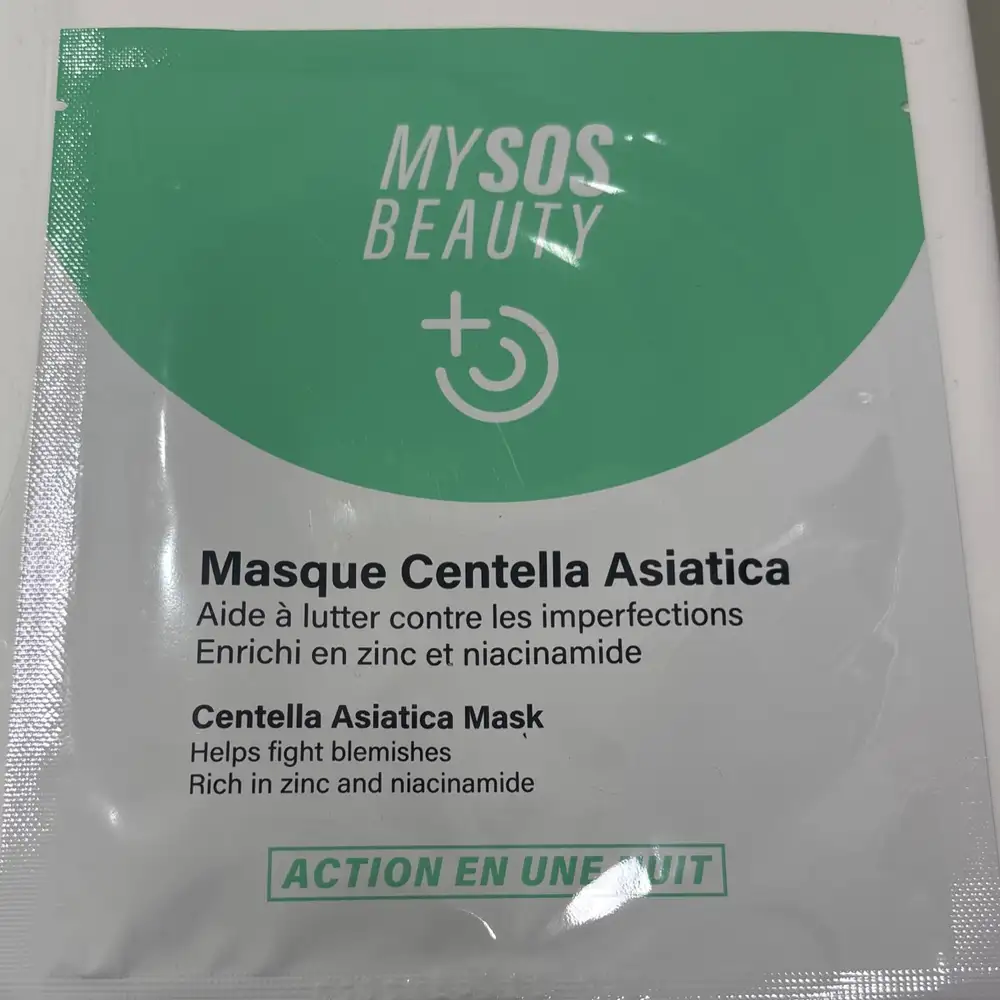 MYSOS
BEAUTY
Masque Centella Asiatica
Aide à lutter contre les imperfections
Enrichi en zinc et niacinamide
Centella Asiatica Mask
Helps fight blemishes
Rich in zinc and niacinamide
ACTION EN UNE NUIT